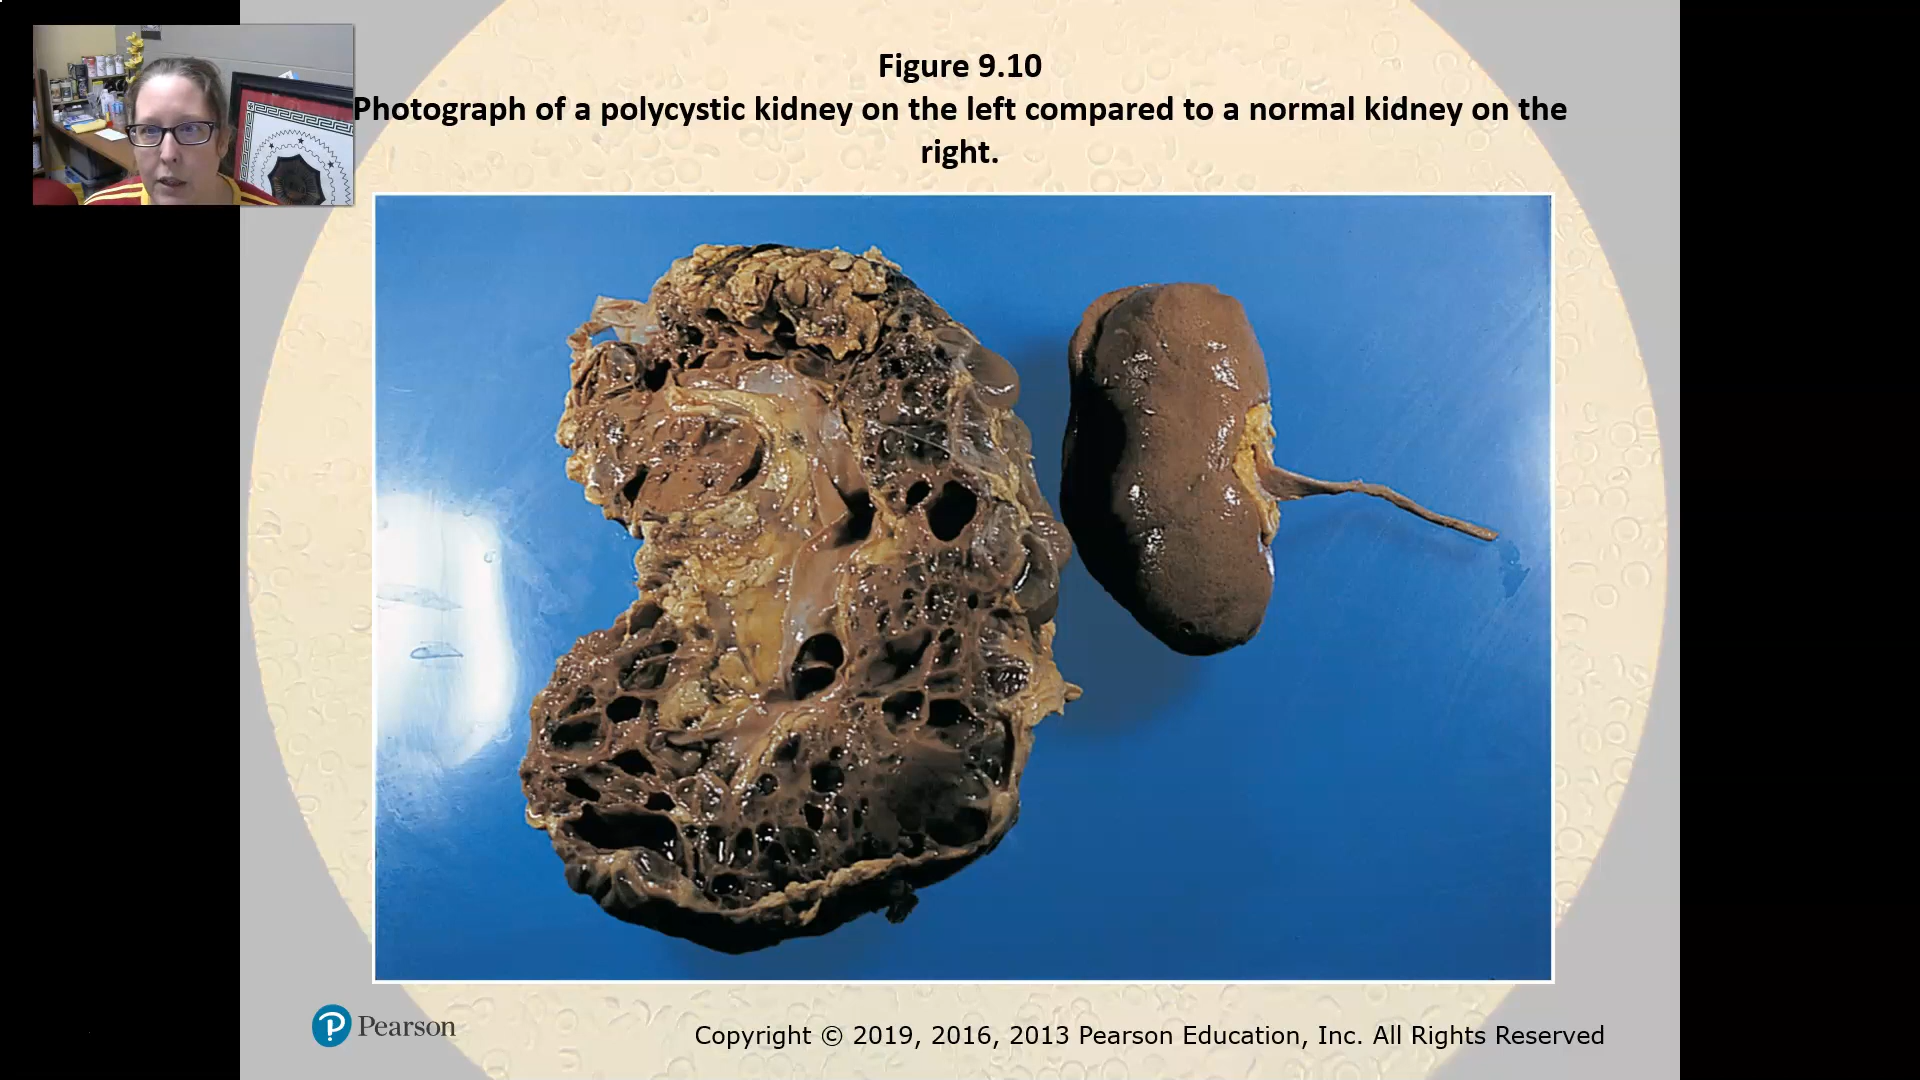 Figure 9.10
Photograph of a polycystic kidney on the left compared to a normal kidney on the
right.
Pearson
Copyright © 2019, 2016, 2013 Pearson Education, Inc. All Rights Reserved